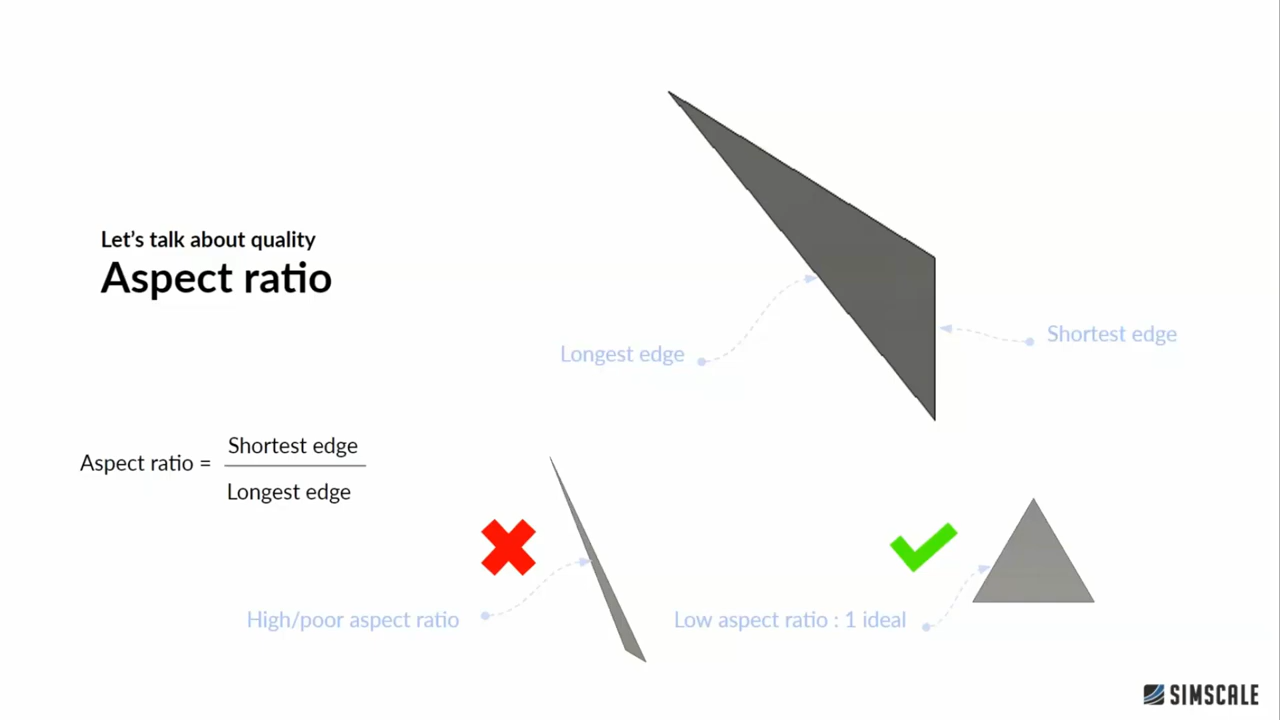 Let's talk about quality
Aspect ratio
Longest edge
Shortest edge
Aspect ratio =
Shortest edge
Longest edge
High/poor aspect ratio
Low aspect ratio : 1 ideal
SIMSCALE